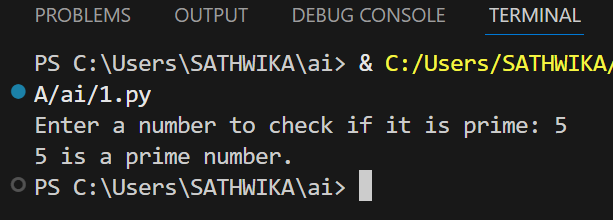 PROBLEMS OUTPUT DEBUG CONSOLE TERMINAL
PS C:\Users\SATHWIKA\ai> & C:/Users/SATHWIKA/
A/ai/1.py
Enter a number to check if it is prime: 5
5 is a prime number.
PS C:\Users\SATHWIKA\ai>